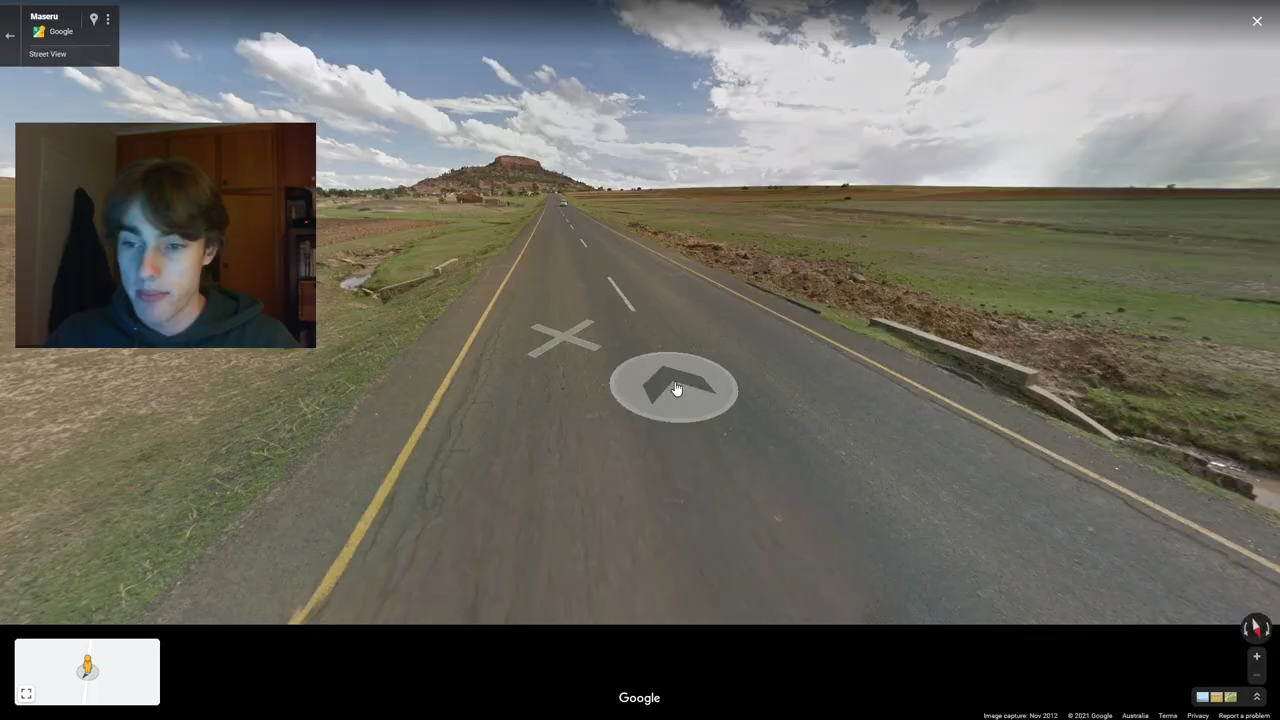 Maseru
Google
Street View
Google
Image capture: Nov 2012 © 2021 Google Australia Terms Privacy Report a problem